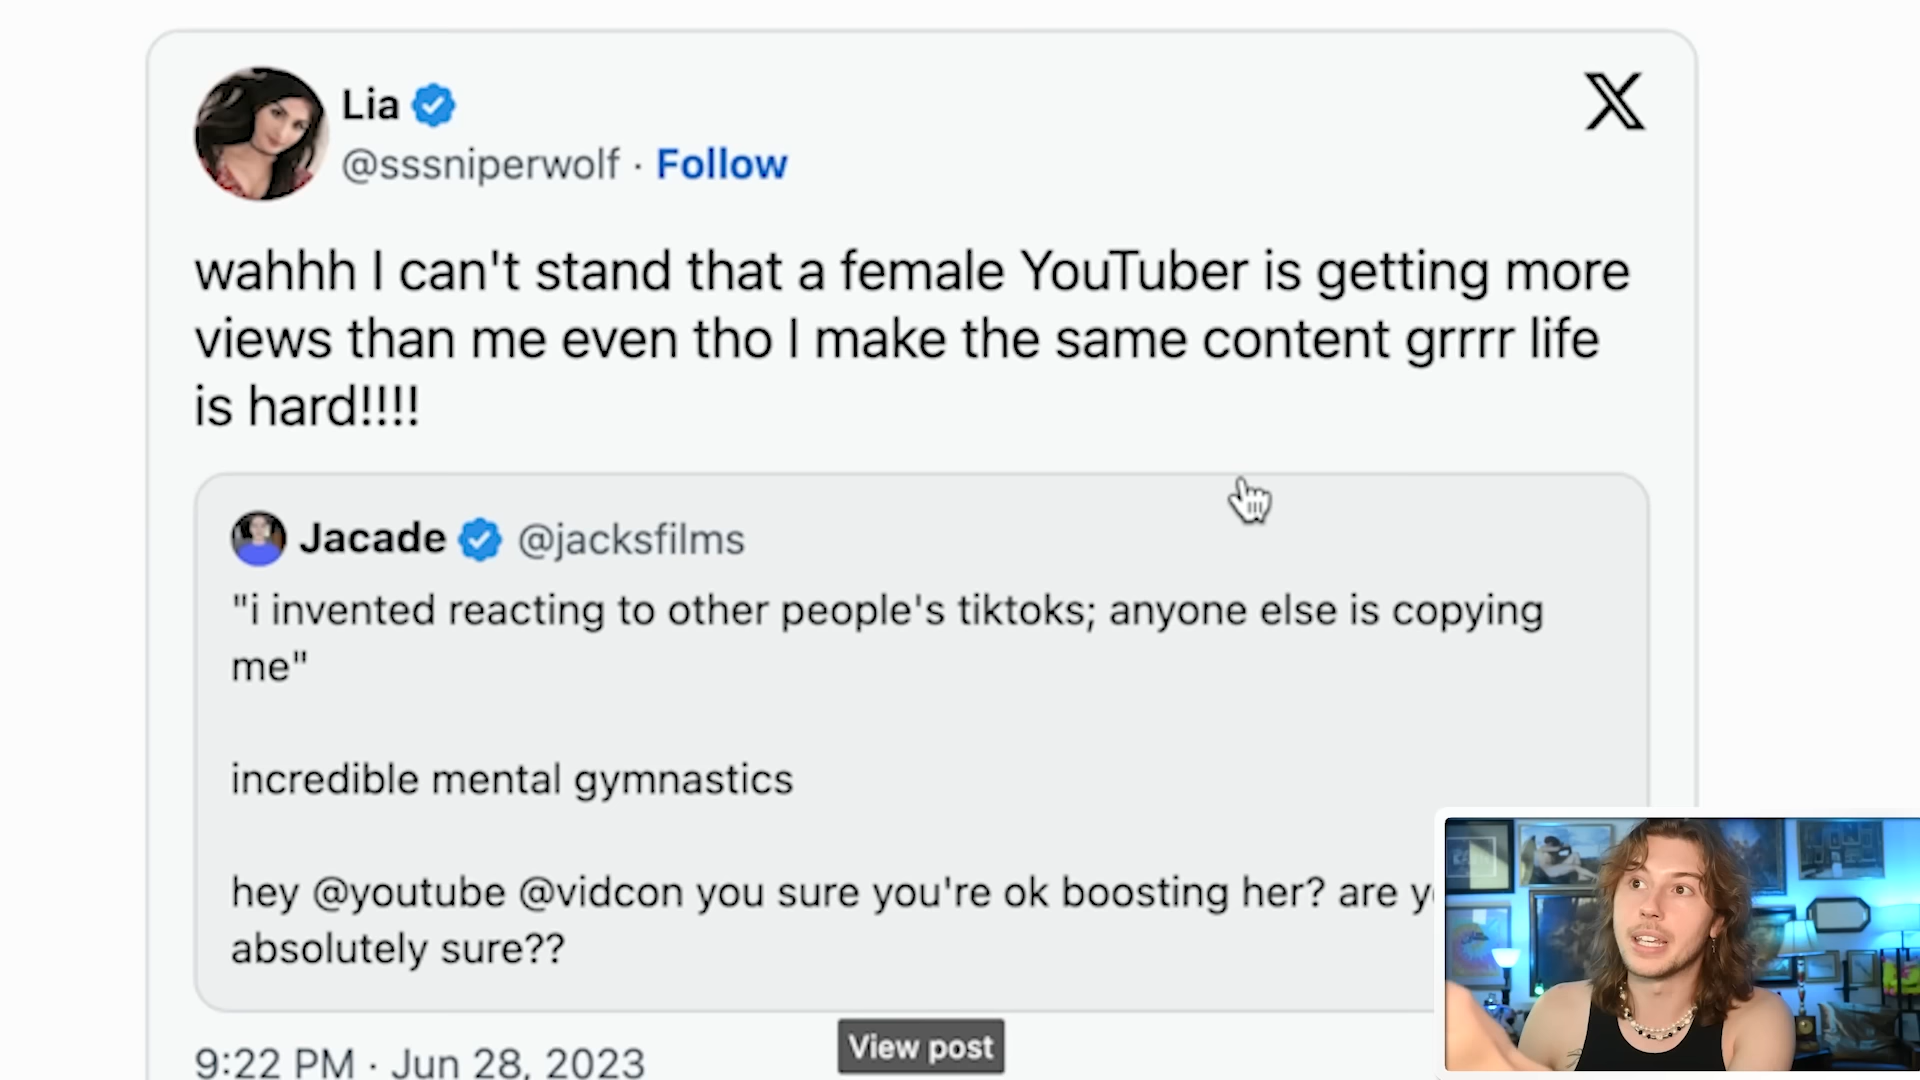 Lia
@sssniperwolf · Follow
wahhh I can't stand that a female YouTuber is getting more
views than me even tho I make the same content grrrr life
is hard!!!!
Jacade @jacksfilms
"i invented reacting to other people's tiktoks; anyone else is copying
me"
incredible mental gymnastics
hey @youtube @vidcon you sure you're ok boosting her? are
absolutely sure??
View post
9:22 PM · Jun 28, 2023